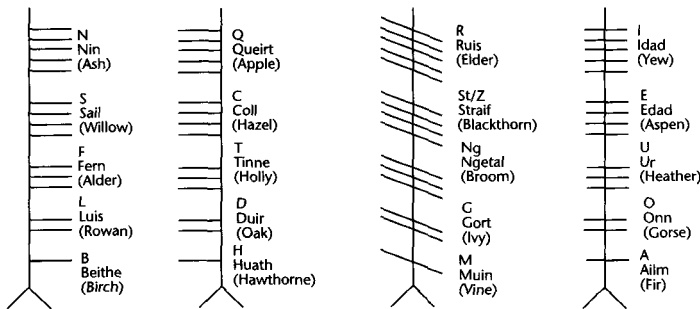 N
Nin
(Ash)
S
Sail
(Willow)
F
Fern
(Alder)
L
Luis
(Rowan)
B
Beithe
(Birch)
Q
Queirt
(Apple)
C
Coll
(Hazel)
T
Tinne
(Holly)
D
Duir
(Oak)
H
Huath
(Hawthorne)
R
Ruis
(Elder)
St/Z
Straif
(Blackthorn)
Ng
Ngetal
(Broom)
G
Gort
(Ivy)
M
Muin
(Vine)
I
Idad
(Yew)
E
Edad
(Aspen)
U
Ur
(Heather)
O
Onn
(Gorse)
A
Ailm
(Fir)